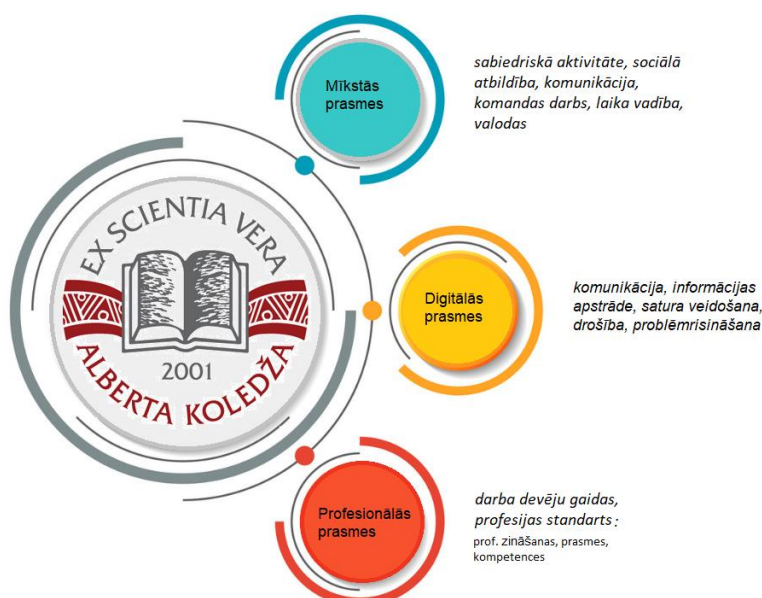 Mīkstās
prasmes
sabiedriskā aktivitāte, sociālā
atbildība, komunikācija,
komandas darbs, laika vadība,
valodas
EX SCIENTIA VERA
2001
ALBERTA KOLEDŽA
Digitālās
prasmes
komunikācija, informācijas
apstrāde, satura veidošana,
drošība, problēmrisināšana
Profesionālās
prasmes
darba devēju gaidas,
profesijas standarts:
prof. zināšanas, prasmes,
kompetences